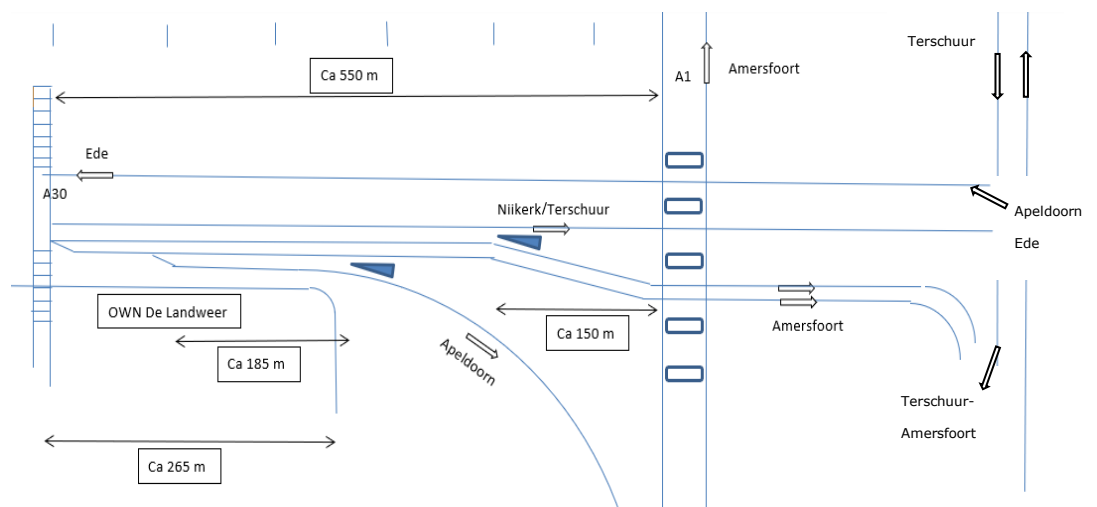 Terschuur
Ca 550 m
A1
Amersfoort
Ede
A30
Niikerk/Terschuur
Apeldoorn
Ede
OWN De Landweer
Amersfoort
Ca 150 m
Apeldoorn
Ca 185 m
Terschuur-
Amersfoort
Ca 265 m